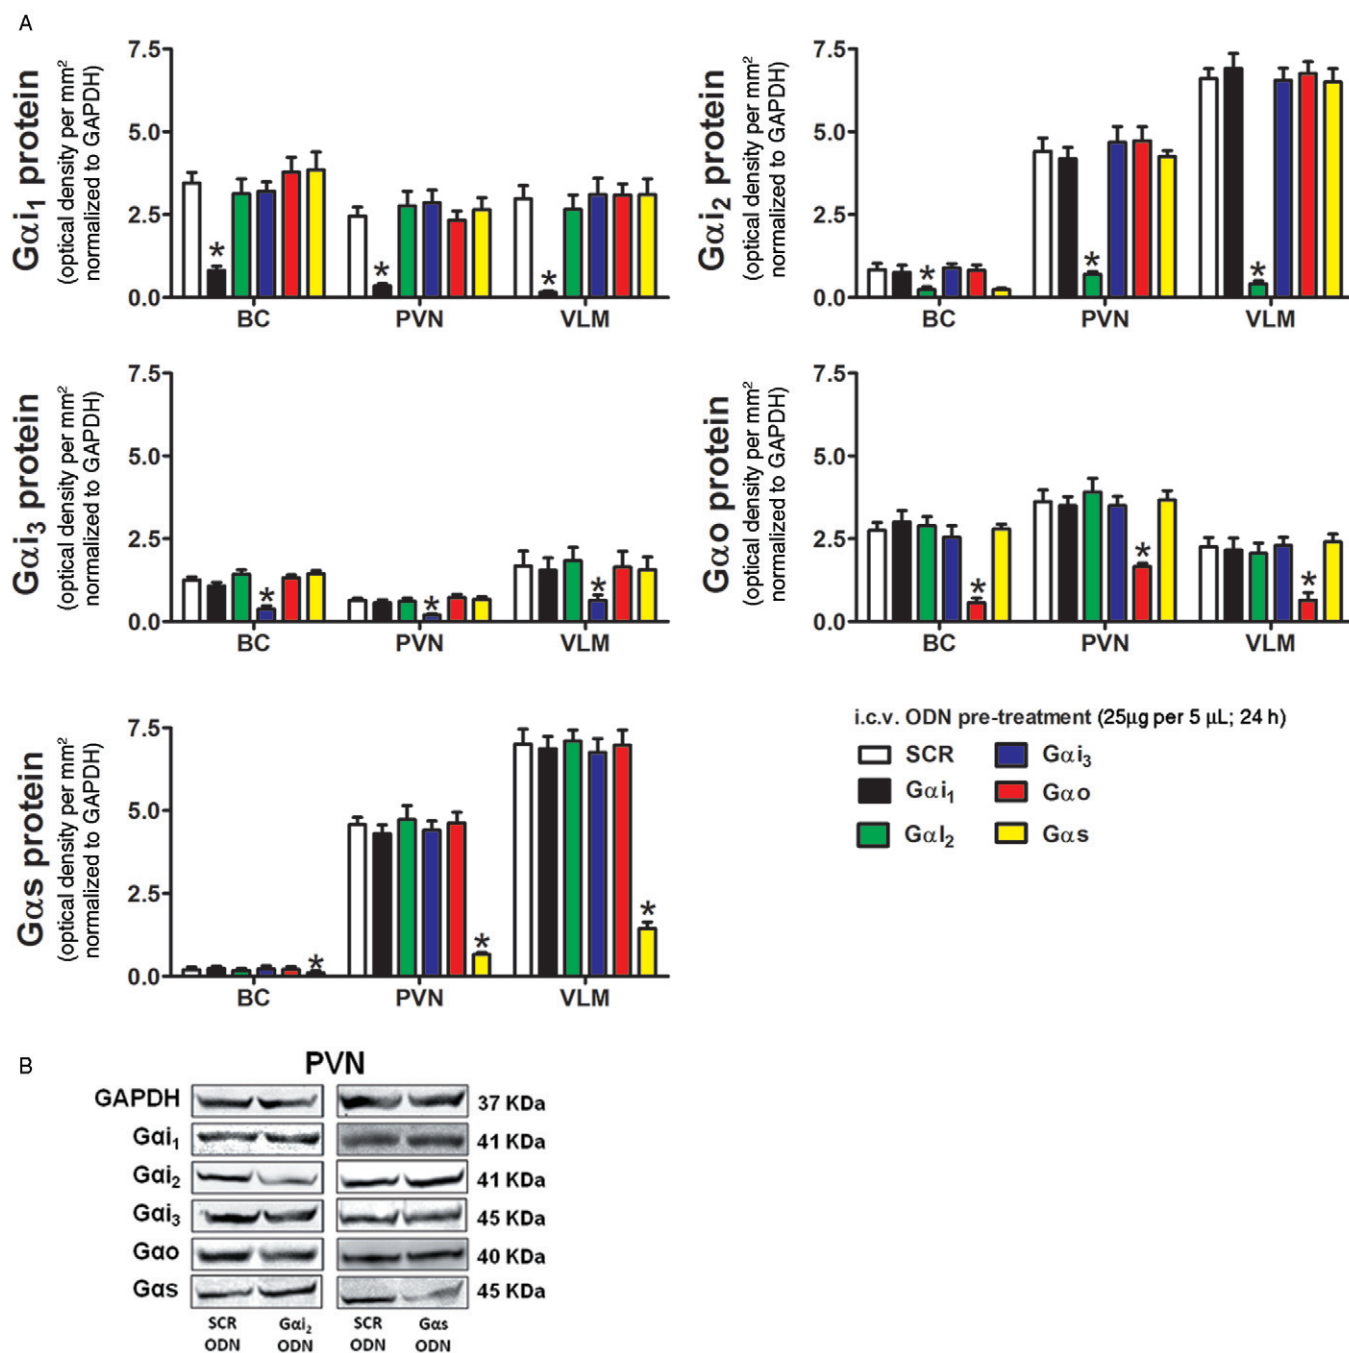 A
Gαi1 protein
(optical density per mm²
normalized to GAPDH)
7.5
5.0
2.5
0.0
*
*
*
BC PVN VLM
Gαi2 protein
(optical density per mm²
normalized to GAPDH)
7.5
5.0
2.5
0.0
*
*
*
BC PVN VLM
Gαi3 protein
(optical density per mm²
normalized to GAPDH)
7.5
5.0
2.5
0.0
*
*
*
BC PVN VLM
Gαo protein
(optical density per mm²
normalized to GAPDH)
7.5
5.0
2.5
0.0
*
*
*
BC PVN VLM
Gαs protein
(optical density per mm²
normalized to GAPDH)
7.5
5.0
2.5
0.0
*
*
*
BC PVN VLM
i.c.v. ODN pre-treatment (25μg per 5 μL; 24 h)
SCR Gαi3
Gαi1 Gαo
GαI2 Gαs
B
PVN
GAPDH 37 KDa
Gαi1 41 KDa
Gαi2 41 KDa
Gαi3 45 KDa
Gαo 40 KDa
Gαs 45 KDa
SCR Gαi2 SCR Gαs
ODN ODN ODN ODN